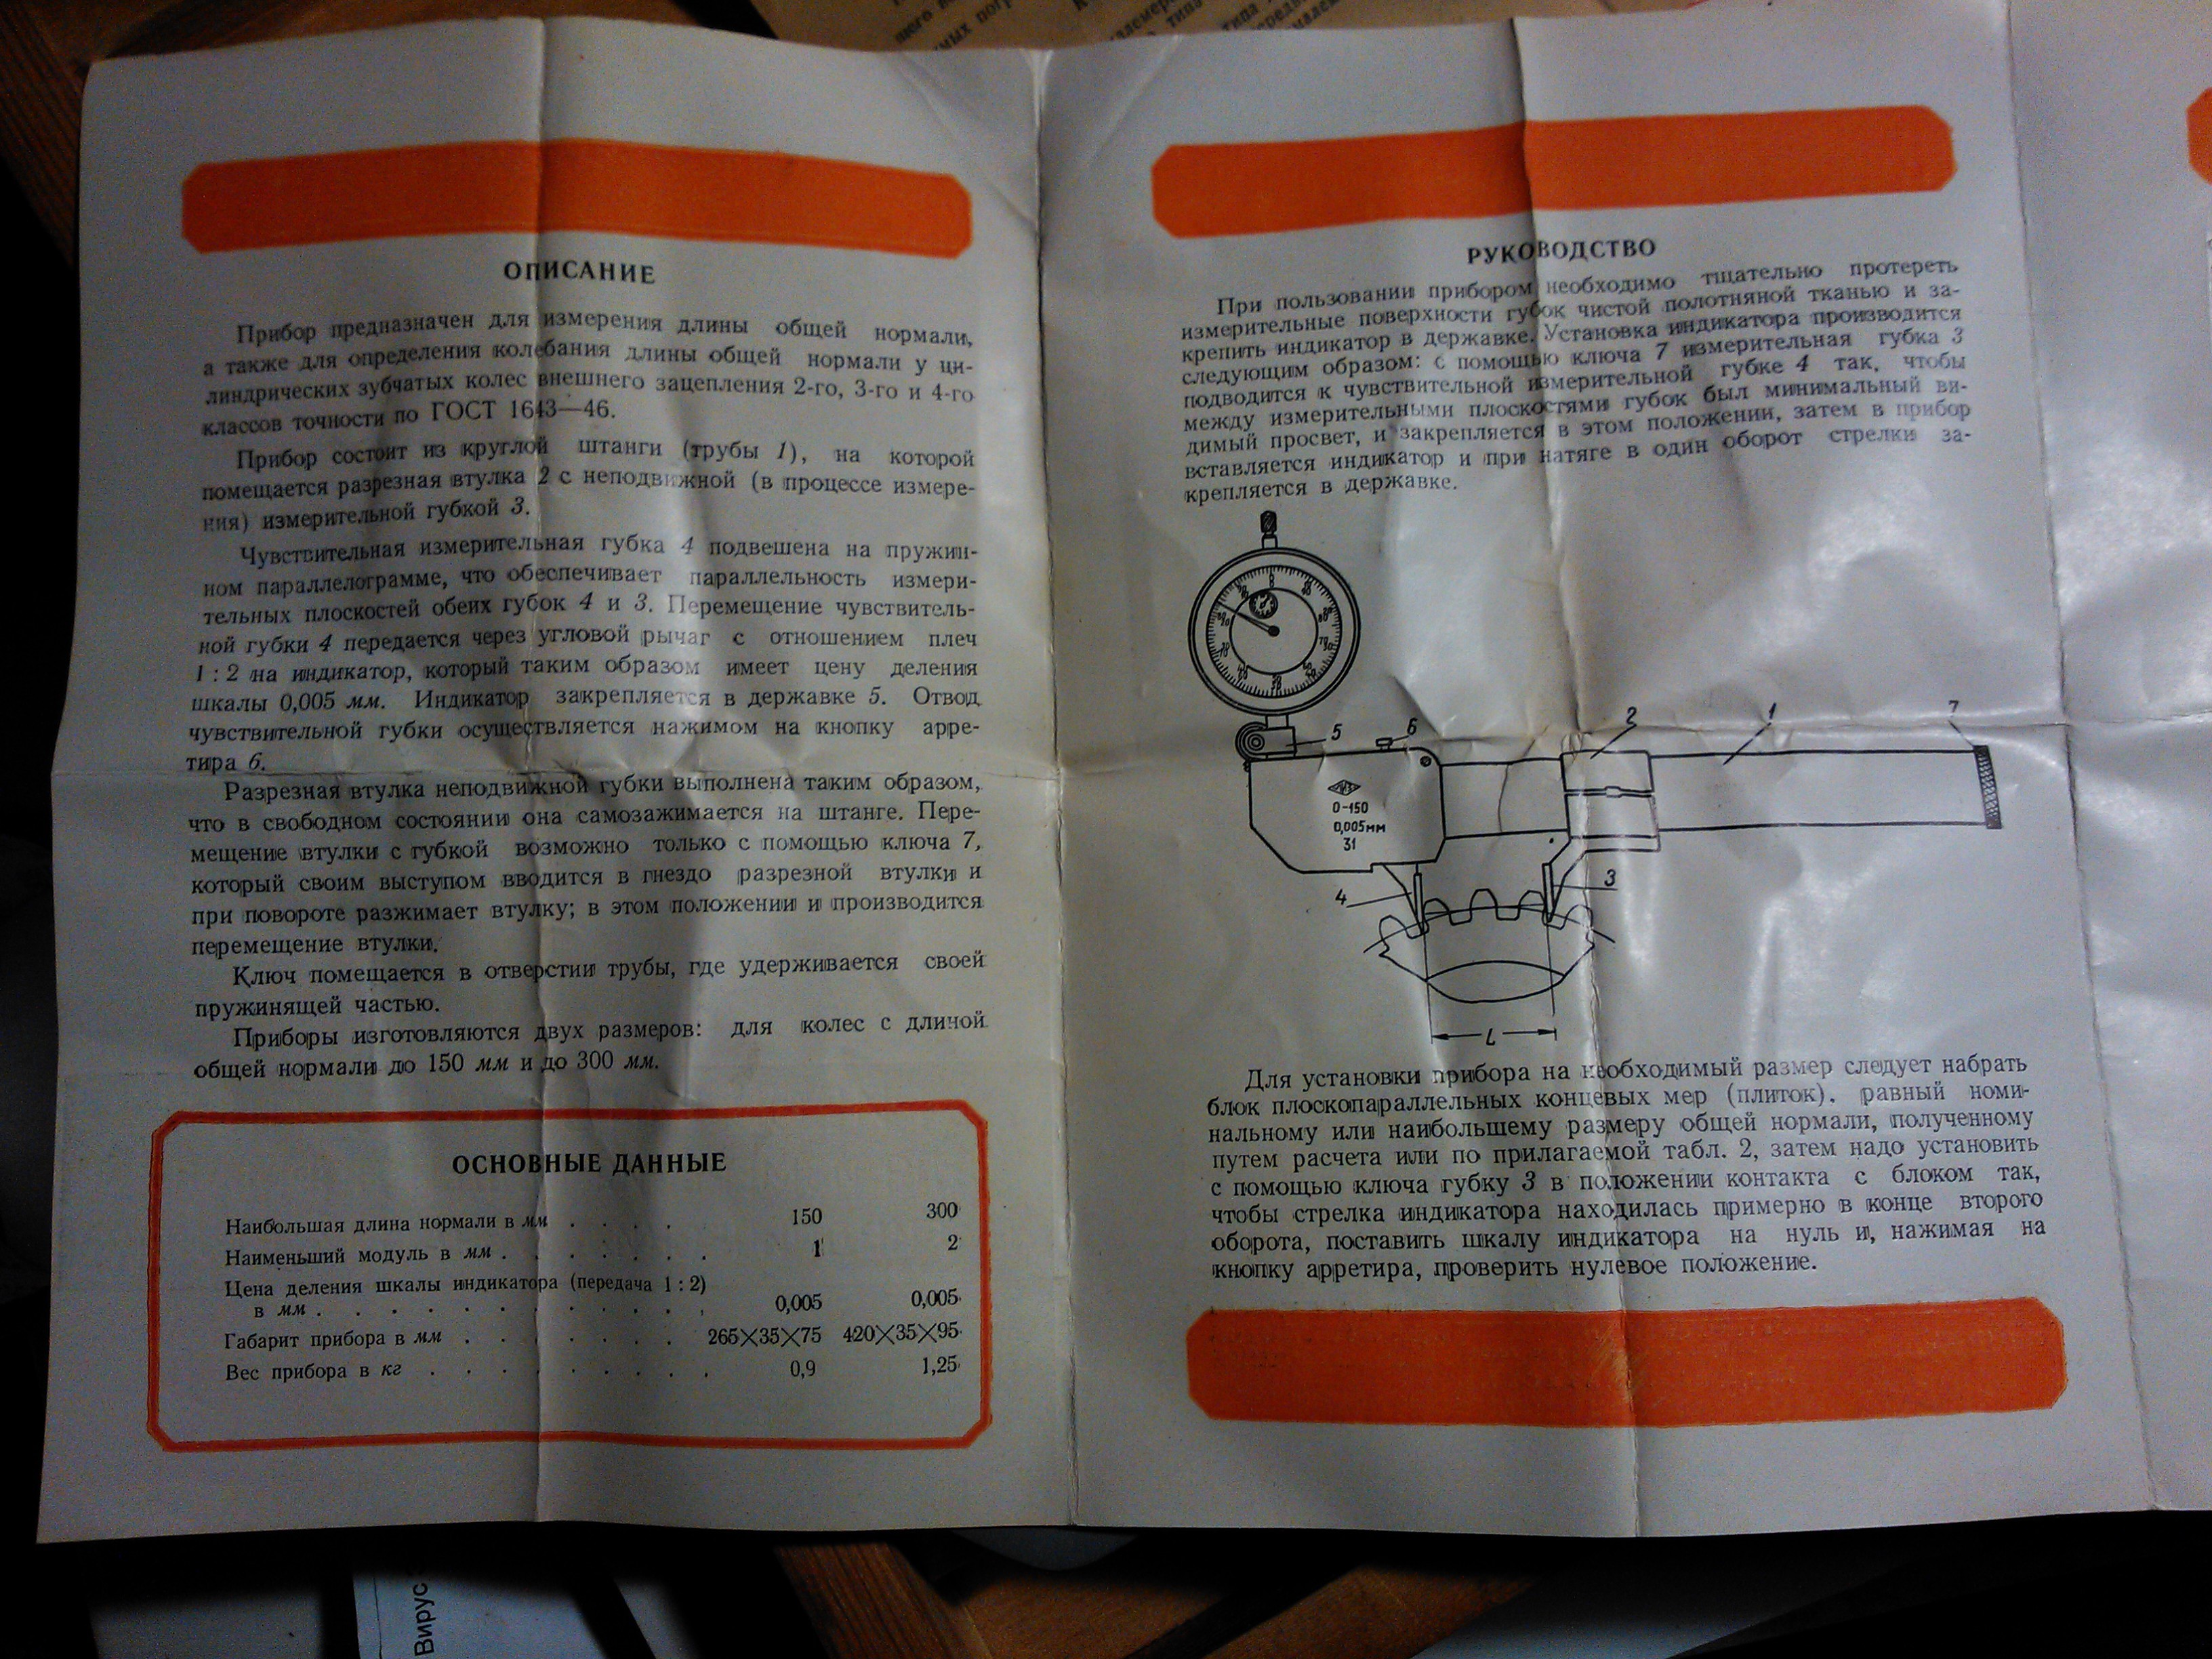 ОПИСАНИЕ
Прибор предназначен для измерения длины общей нормали,
а также для определения колебания длины общей нормали у ци-
линдрических зубчатых колес внешнего зацепления 2-го, 3-го и 4-го
классов точности по ГОСТ 1643—46.
Прибор состоит из круглой штанги (трубы 1), на которой
помещается разрезная втулка 2 с неподвижной (в процессе измере-
ния) измерительной губкой 3.
Чувствительная измерительная губка 4 подвешена на пружин-
ном параллелограмме, что обеспечивает параллельность измери-
тельных плоскостей обеих губок 4 и 3. Перемещение чувствитель-
ной губки 4 передается через угловой рычаг с отношением плеч
1 : 2 на индикатор, который таким образом имеет цену деления
шкалы 0,005 мм. Индикатор закрепляется в державке 5. Отвод
чувствительной губки осуществляется нажимом на кнопку арре-
тира 6.
Разрезная втулка неподвижной губки выполнена таким образом,
что в свободном состоянии она самозажимается на штанге. Пере-
мещение втулки с губкой возможно только с помощью ключа 7,
который своим выступом вводится в гнездо разрезной втулки и
при повороте разжимает втулку; в этом положении и производится
перемещение втулки.
Ключ помещается в отверстии трубы, где удерживается своей
пружинящей частью.
Приборы изготовляются двух размеров: для колес с длиной
общей нормали до 150 мм и до 300 мм.
ОСНОВНЫЕ ДАННЫЕ
Наибольшая длина нормали в мм . . . . 150 300
Наименьший модуль в мм . . . . . . . 1 2
Цена деления шкалы индикатора (передача 1 : 2)
в мм . . . . . . . . . . . 0,005 0,005
Габарит прибора в мм . . . . . . . 265×35×75 420×35×95
Вес прибора в кг . . . . . . . . 0,9 1,25
РУКОВОДСТВО
При пользовании прибором необходимо тщательно протереть
измерительные поверхности губок чистой полотняной тканью и за-
крепить индикатор в державке. Установка индикатора производится
следующим образом: с помощью ключа 7 измерительная губка 3
подводится к чувствительной измерительной губке 4 так, чтобы
между измерительными плоскостями губок был минимальный ви-
димый просвет, и закрепляется в этом положении, затем в прибор
вставляется индикатор и при натяге в один оборот стрелки за-
крепляется в державке.
5
6
2
1
7
0-150
0,005мм
31
4
3
L
Для установки прибора на необходимый размер следует набрать
блок плоскопараллельных концевых мер (плиток), равный номи-
нальному или наибольшему размеру общей нормали, полученному
путем расчета или по прилагаемой табл. 2, затем надо установить
с помощью ключа губку 3 в положении контакта с блоком так,
чтобы стрелка индикатора находилась примерно в конце второго
оборота, поставить шкалу индикатора на нуль и, нажимая на
кнопку арретира, проверить нулевое положение.
Вирус